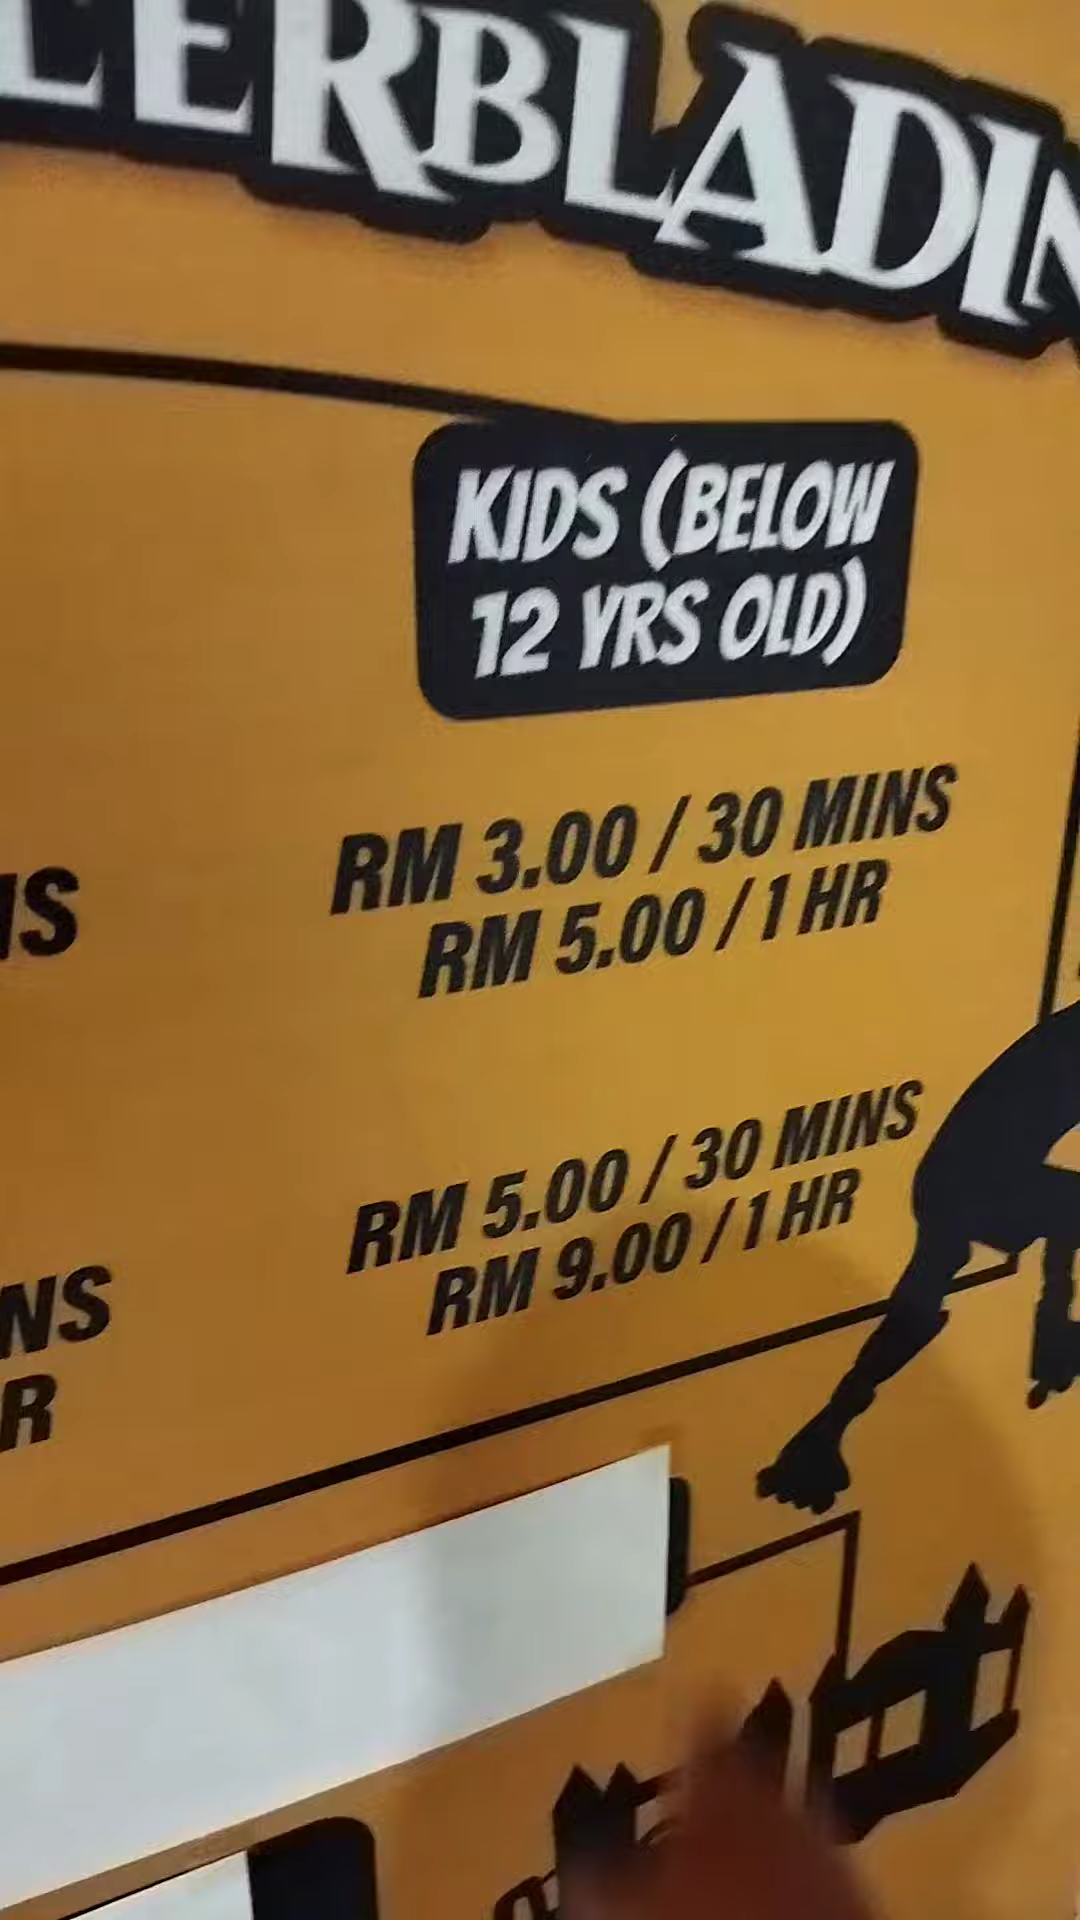 ERBLADIN
KIDS (BELOW
12 YRS OLD)
RM 3.00 / 30 MINS
RM 5.00 / 1 HR
NS
RM 5.00 / 30 MINS
RM 9.00 / 1 HR
NS
R